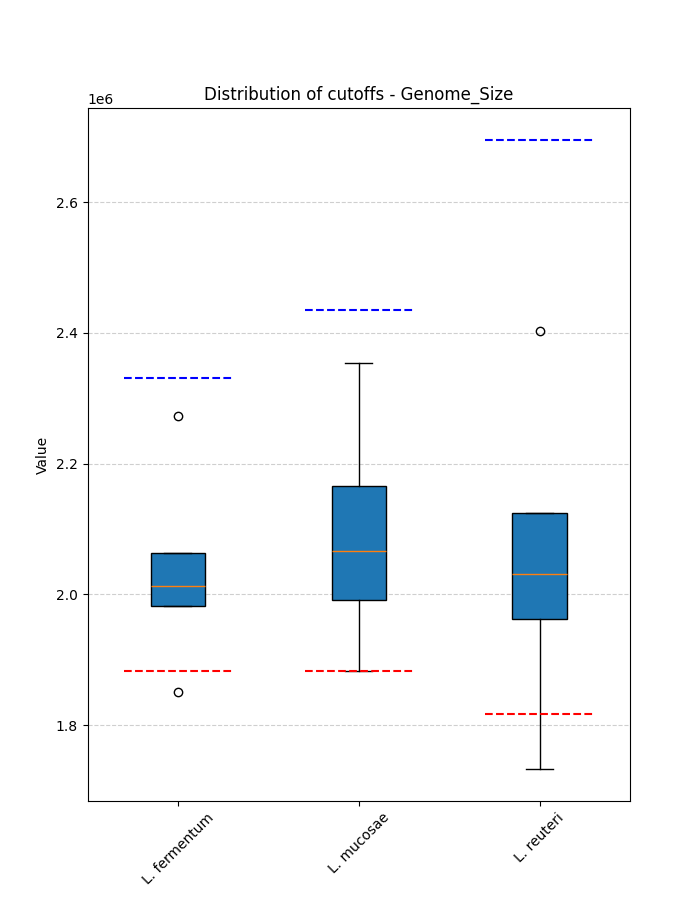 Distribution of cutoffs - Genome_Size
1e6
2.6
2.4
2.2
2.0
1.8
Value
L. fermentum
L. mucosae
L. reuteri